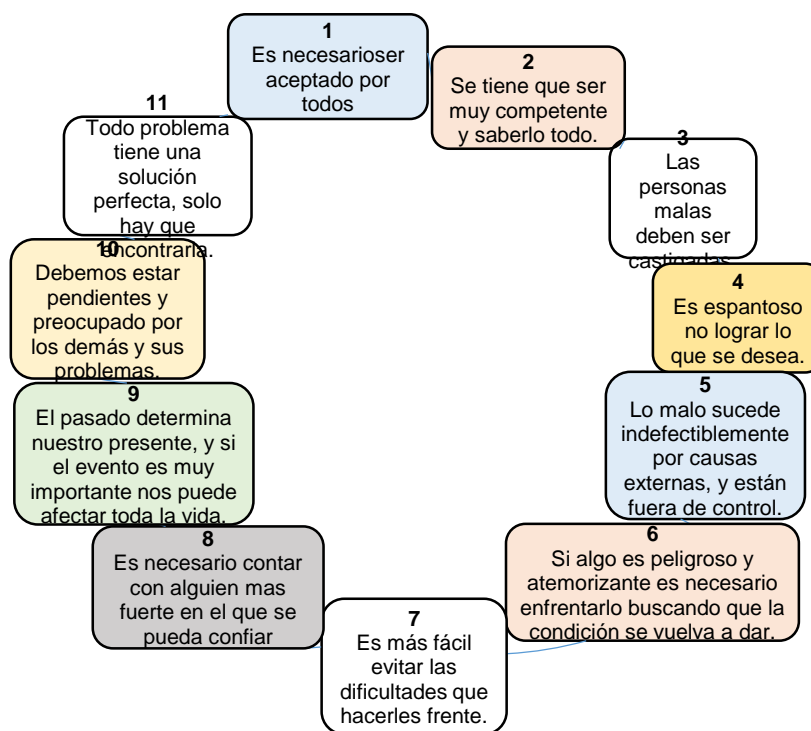 1
Es necesarioser
aceptado por
todos
2
Se tiene que ser
muy competente
y saberlo todo.
3
Las
personas
malas
deben ser
castigadas.
4
Es espantoso
no lograr lo
que se desea.
5
Lo malo sucede
indefectiblemente
por causas
externas, y están
fuera de control.
6
Si algo es peligroso y
atemorizante es necesario
enfrentarlo buscando que la
condición se vuelva a dar.
7
Es más fácil
evitar las
dificultades que
hacerles frente.
8
Es necesario contar
con alguien mas
fuerte en el que se
pueda confiar
9
El pasado determina
nuestro presente, y si
el evento es muy
importante nos puede
afectar toda la vida.
10
Debemos estar
pendientes y
preocupado por
los demás y sus
problemas.
11
Todo problema
tiene una
solución
perfecta, solo
hay que
encontrarla.